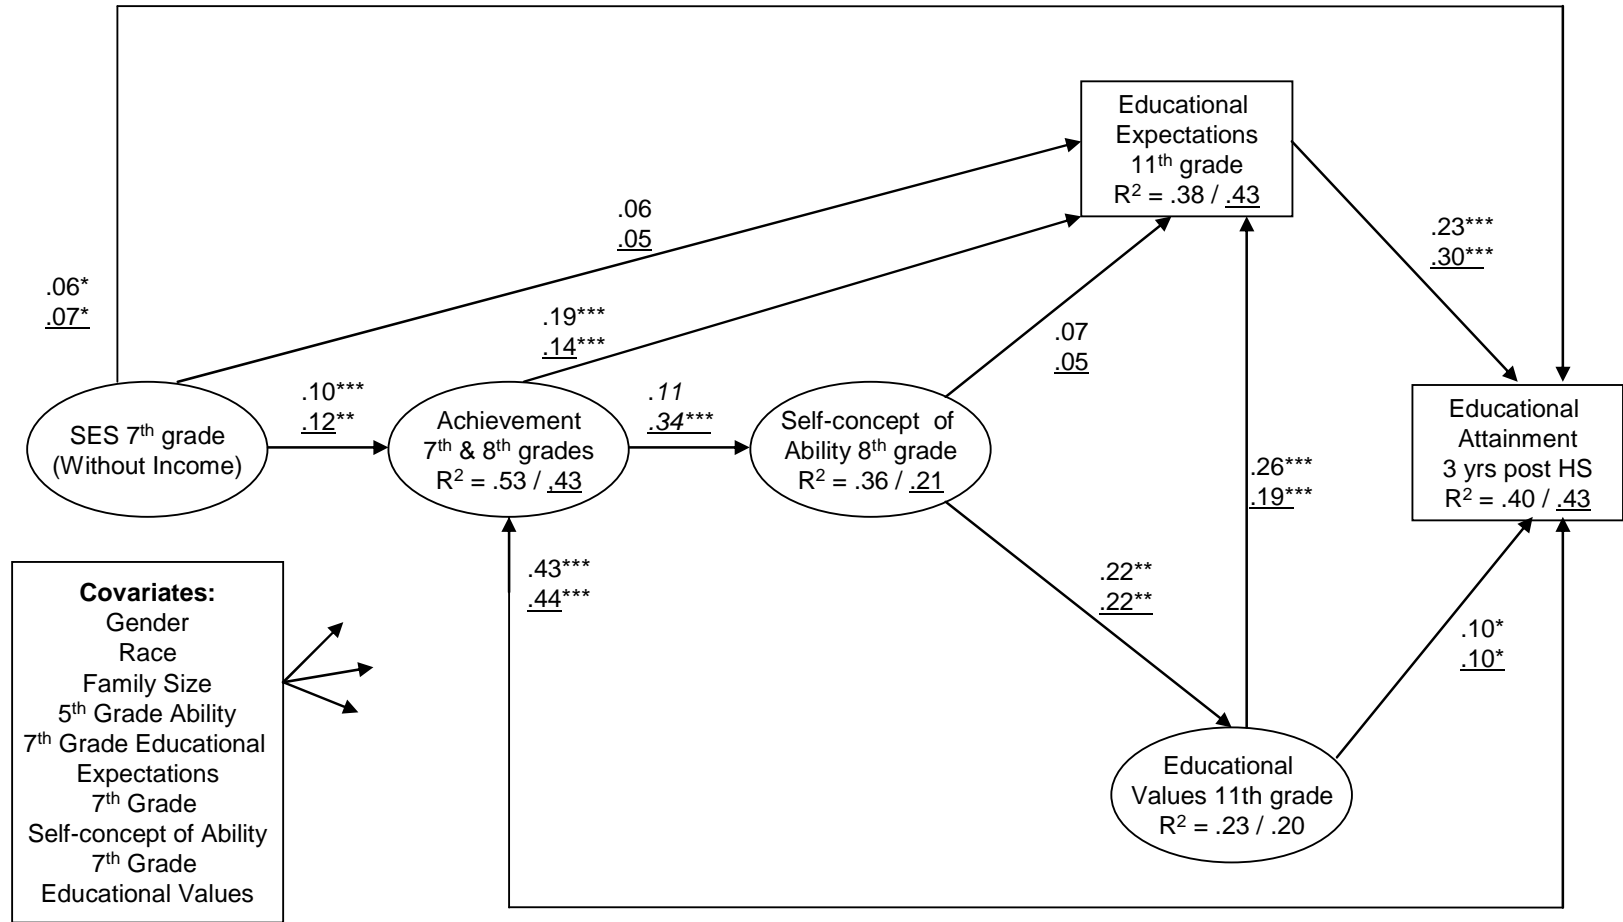 Educational
Expectations
11th grade
R2 = .38 / .43
.06
.05
.23***
.30***
.06*
.07*
.19***
.14***
.07
.05
.10***
.12**
.11
.34***
SES 7th grade
(Without Income)
Achievement
7th & 8th grades
R2 = .53 / ,43
Self-concept of
Ability 8th grade
R2 = .36 / .21
Educational
Attainment
3 yrs post HS
R2 = .40 / .43
.26***
.19***
.43***
.44***
.22**
.22**
.10*
.10*
Covariates:
Gender
Race
Family Size
5th Grade Ability
7th Grade Educational
Expectations
7th Grade
Self-concept of Ability
7th Grade
Educational Values
Educational
Values 11th grade
R2 = .23 / .20